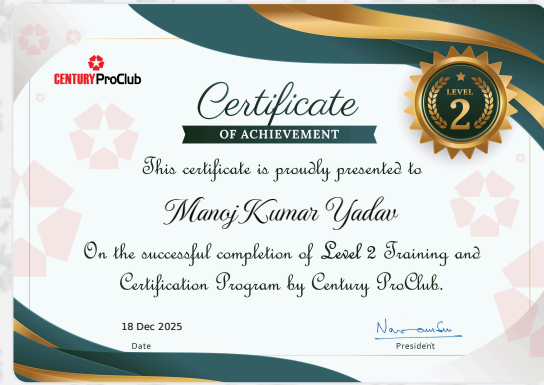 CENTURY ProClub
LEVEL
2
Certificate
OF ACHIEVEMENT
This certificate is proudly presented to
Manoj Kumar Yadav
On the successful completion of Level 2 Training and
Certification Program by Century ProClub.
18 Dec 2025
Date
President